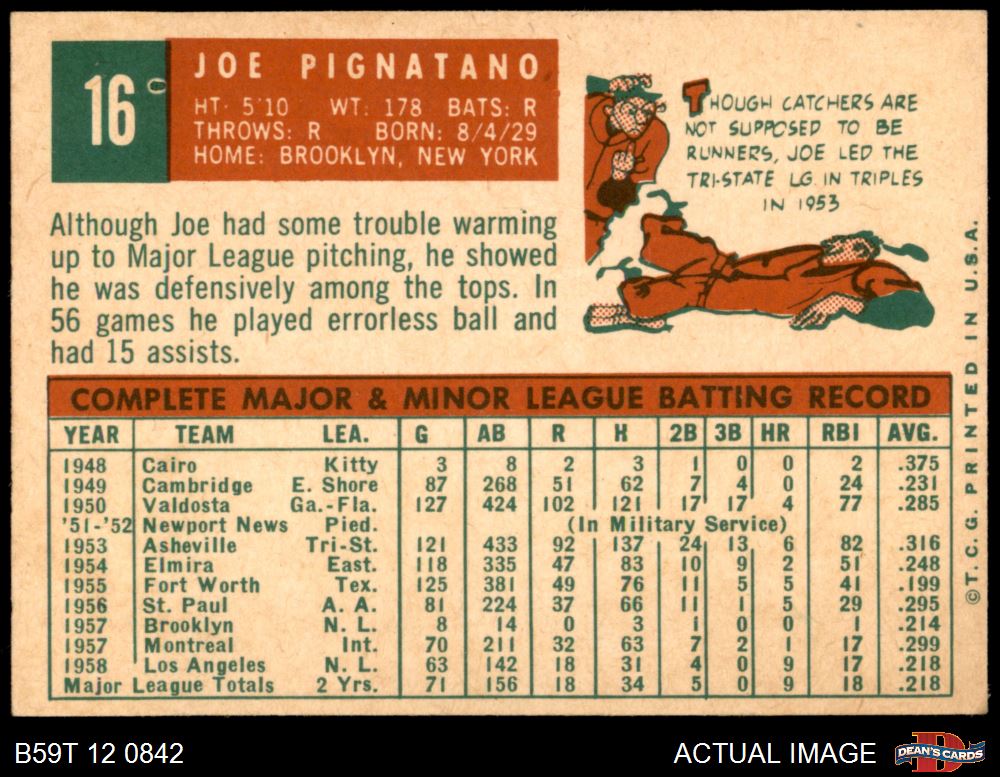 16
JOE PIGNATANO
HT: 5'10 WT: 178 BATS: R
THROWS: R BORN: 8/4/29
HOME: BROOKLYN, NEW YORK
THOUGH CATCHERS ARE
NOT SUPPOSED TO BE
RUNNERS, JOE LED THE
TRI-STATE LG. IN TRIPLES
IN 1953
Although Joe had some trouble warming
up to Major League pitching, he showed
he was defensively among the tops. In
56 games he played errorless ball and
had 15 assists.
COMPLETE MAJOR & MINOR LEAGUE BATTING RECORD
YEAR TEAM LEA. G AB R H 2B 3B HR RBI AVG.
1948 Cairo Kitty 3 8 2 3 1 0 0 2 .375
1949 Cambridge E. Shore 87 268 51 62 7 4 0 24 .231
1950 Valdosta Ga.-Fla. 127 424 102 121 17 17 4 77 .285
'51-'52 Newport News Pied. (In Military Service)
1953 Asheville Tri-St. 121 433 92 137 24 13 6 82 .316
1954 Elmira East. 118 335 47 83 10 9 2 51 .248
1955 Fort Worth Tex. 125 381 49 76 11 5 5 41 .199
1956 St. Paul A. A. 81 224 37 66 11 1 5 29 .295
1957 Brooklyn N. L. 8 14 0 3 1 0 0 1 .214
1957 Montreal Int. 70 211 32 63 7 2 1 17 .299
1958 Los Angeles N. L. 63 142 18 31 4 0 9 17 .218
Major League Totals 2 Yrs. 71 156 18 34 5 0 9 18 .218
©T. C. G. PRINTED IN U.S.A.
B59T 12 0842
ACTUAL IMAGE
D
DEAN'S CARDS